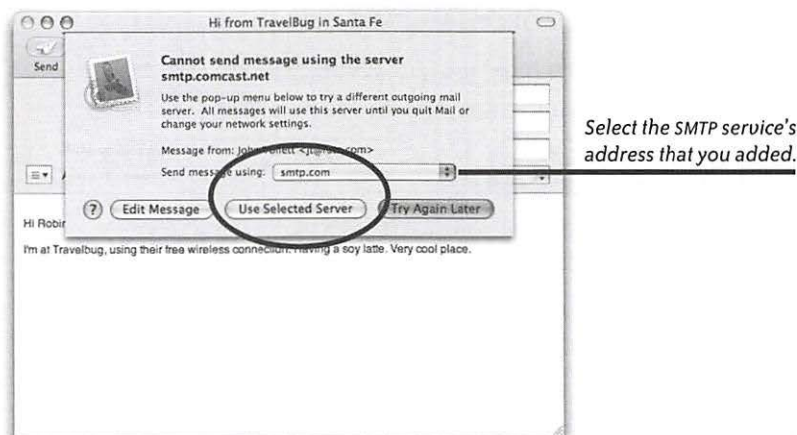 Hi from TravelBug in Santa Fe
Send
Cannot send message using the server
smtp.comcast.net
Use the pop-up menu below to try a different outgoing mail
server. All messages will use this server until you quit Mail or
change your network settings.
Message from: John
Send message using: smtp.com
Select the SMTP service's
address that you added.
? Edit Message Use Selected Server Try Again Later
Hi Robin
I'm at Travelbug, using their free wireless connection. Having a soy latte. Very cool place.